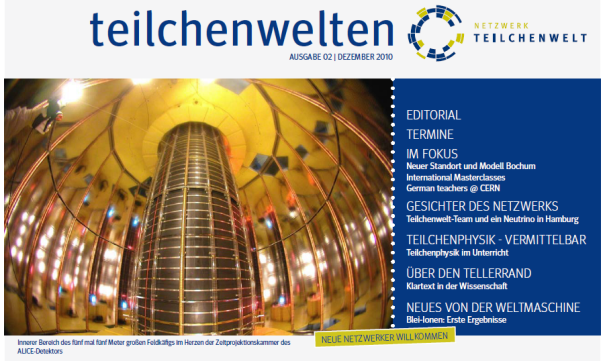 teilchenwelten
AUSGABE 02 | DEZEMBER 2010
NETZWERK
TEILCHENWELT
EDITORIAL
TERMINE
IM FOKUS
Neuer Standort und Modell Bochum
International Masterclasses
German teachers @ CERN
GESICHTER DES NETZWERKS
Teilchenwelt-Team und ein Neutrino in Hamburg
TEILCHENPHYSIK - VERMITTELBAR
Teilchenphysik im Unterricht
ÜBER DEN TELLERRAND
Klartext in der Wissenschaft
NEUES VON DER WELTMASCHINE
Blei-Ionen: Erste Ergebnisse
NEUE NETZWERKER WILLKOMMEN
Innerer Bereich des fünf mal fünf Meter großen Feldkäfigs im Herzen der Zeitprojektionskammer des
ALICE-Detektors